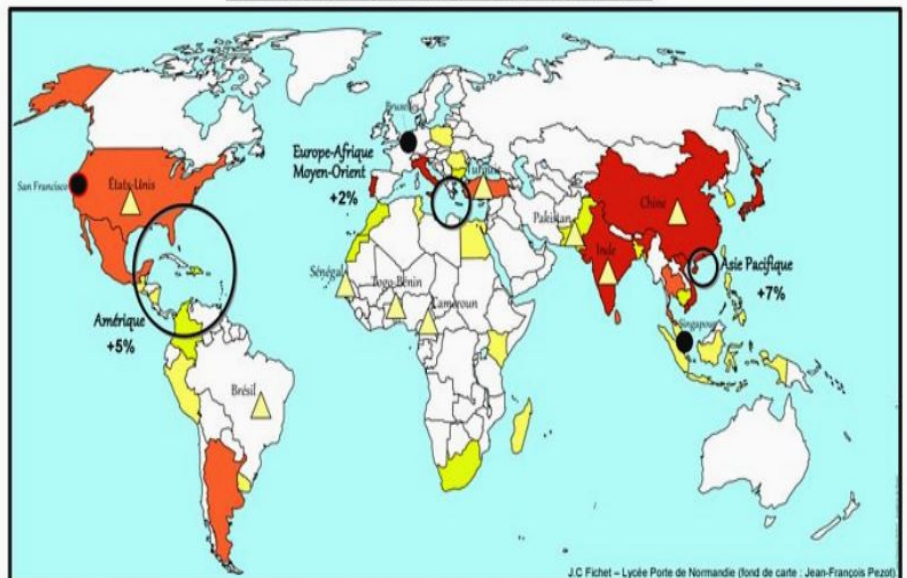 Bruxelles
Europe-Afrique
Moyen-Orient
+2%
Turquie
San Francisco
États-Unis
Pakistan
Chine
Inde
Sénégal
Togo-Bénin
Cameroun
Asie Pacifique
+7%
Singapour
Amérique
+5%
Brésil
J.C Fichet – Lycée Porte de Normandie (fond de carte : Jean-François Pezot)